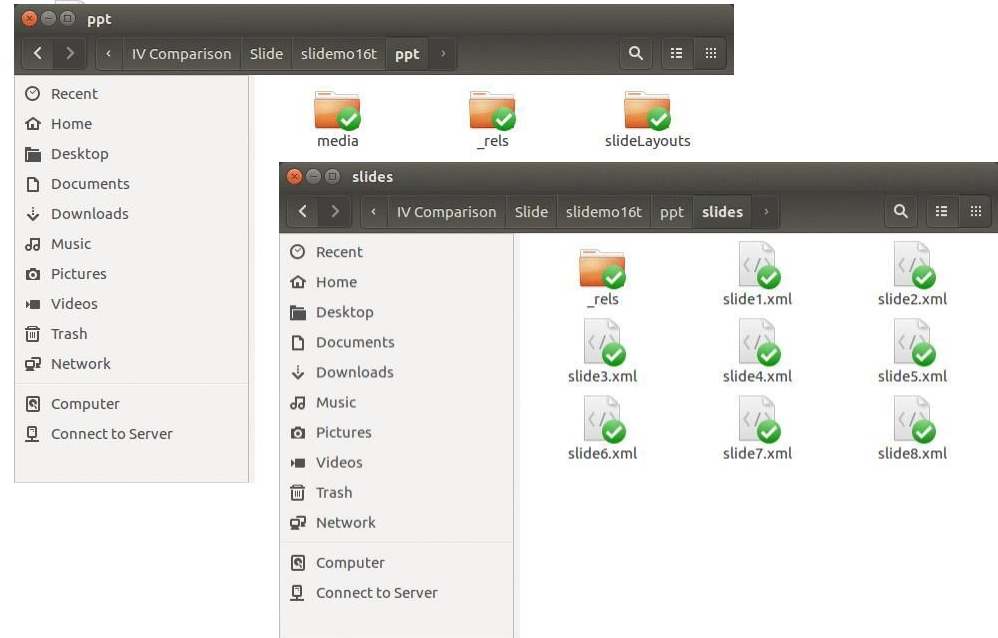 ppt
IV Comparison Slide slidemo16t ppt
Recent
Home
Desktop
Documents
Downloads
Music
Pictures
Videos
Trash
Network
Computer
Connect to Server
media _rels slideLayouts
slides
IV Comparison Slide slidemo16t ppt slides
Recent
Home
Desktop
Documents
Downloads
Music
Pictures
Videos
Trash
Network
Computer
Connect to Server
_rels slide1.xml slide2.xml
slide3.xml slide4.xml slide5.xml
slide6.xml slide7.xml slide8.xml